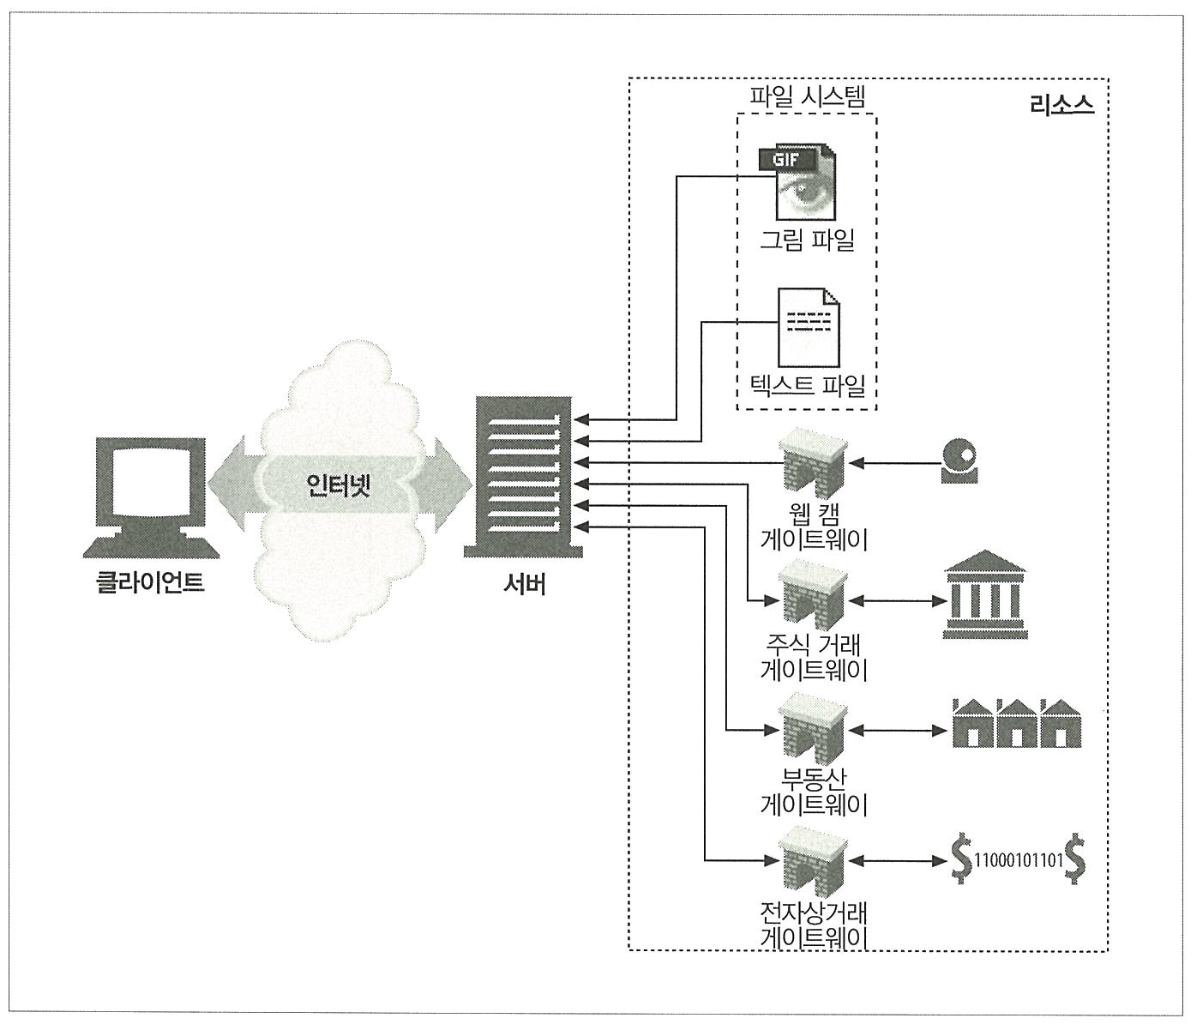 파일 시스템
리소스
GIF
그림 파일
텍스트 파일
인터넷
클라이언트
서버
웹 캠
게이트웨이
주식 거래
게이트웨이
부동산
게이트웨이
$11000101101$
전자상거래
게이트웨이